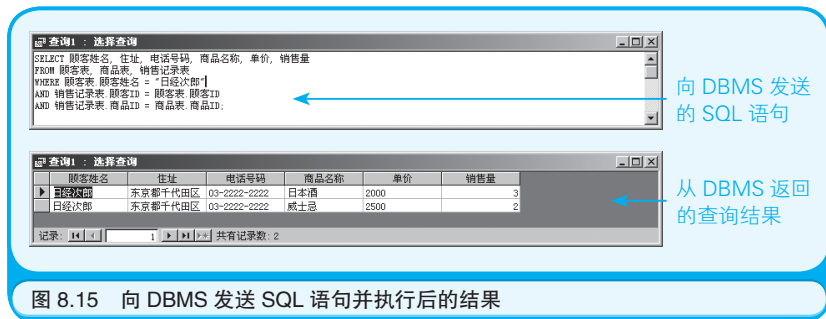 查询1 : 选择查询
SELECT 顾客姓名, 住址, 电话号码, 商品名称, 单价, 销售量
FROM 顾客表, 商品表, 销售记录表
WHERE 顾客表.顾客姓名 = "日经次郎"
AND 销售记录表.顾客ID = 顾客表.顾客ID
AND 销售记录表.商品ID = 商品表.商品ID;
向 DBMS 发送
的 SQL 语句
查询1 : 选择查询
顾客姓名 住址 电话号码 商品名称 单价 销售量
日经次郎 东京都千代田区 03-2222-2222 日本酒 2000 3
日经次郎 东京都千代田区 03-2222-2222 威士忌 2500 2
记录: 1 共有记录数: 2
从 DBMS 返回
的查询结果
图 8.15 向 DBMS 发送 SQL 语句并执行后的结果